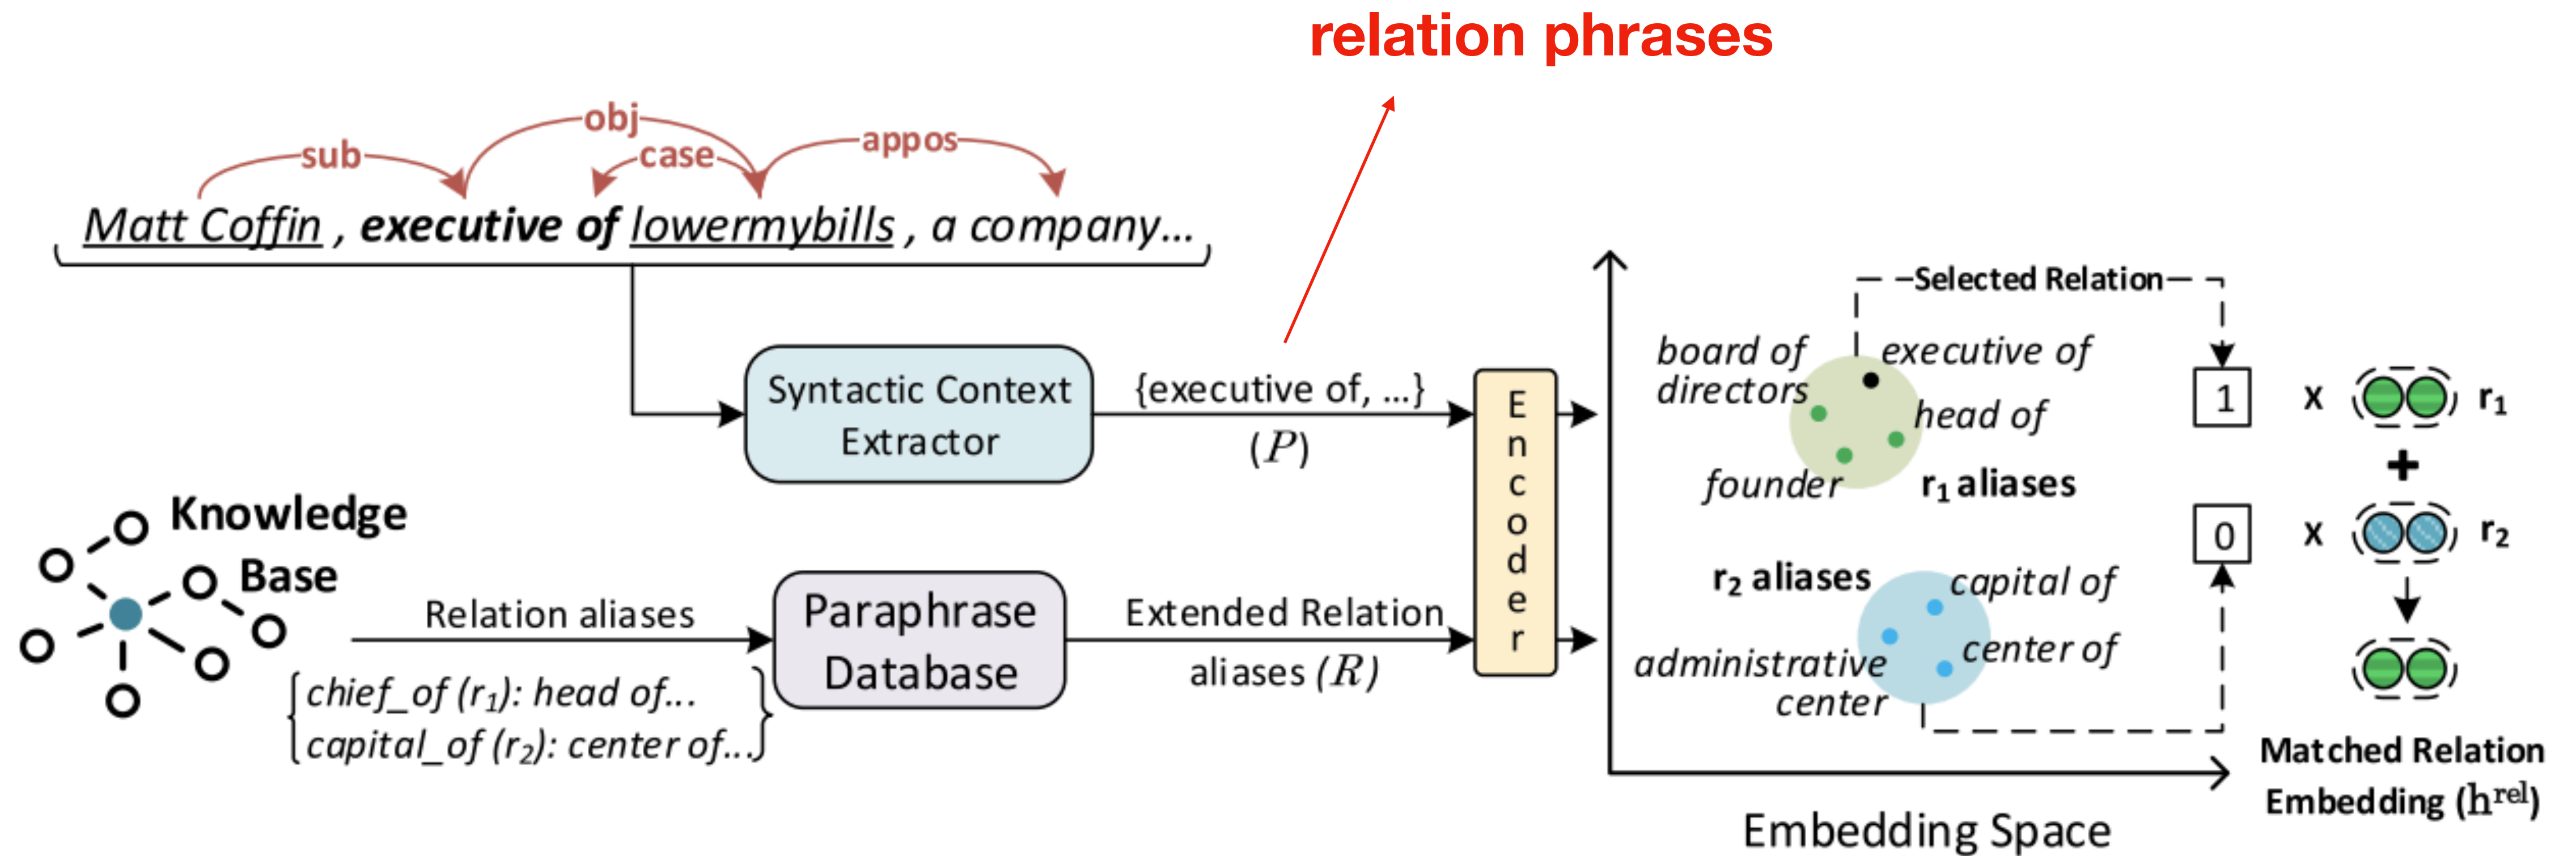 relation phrases
sub
obj
case
appos
Matt Coffin , executive of lowermybills , a company...
Syntactic Context
Extractor
{executive of, ...}
(P)
Knowledge
Base
Relation aliases
chief_of (r1): head of...
capital_of (r2): center of...
Paraphrase
Database
Extended Relation
aliases (R)
Encoder
Selected Relation
board of
directors
executive of
head of
founder
r1 aliases
r2 aliases
capital of
center of
administrative
center
Embedding Space
1
x
r1
+
0
x
r2
Matched Relation
Embedding (h^rel)